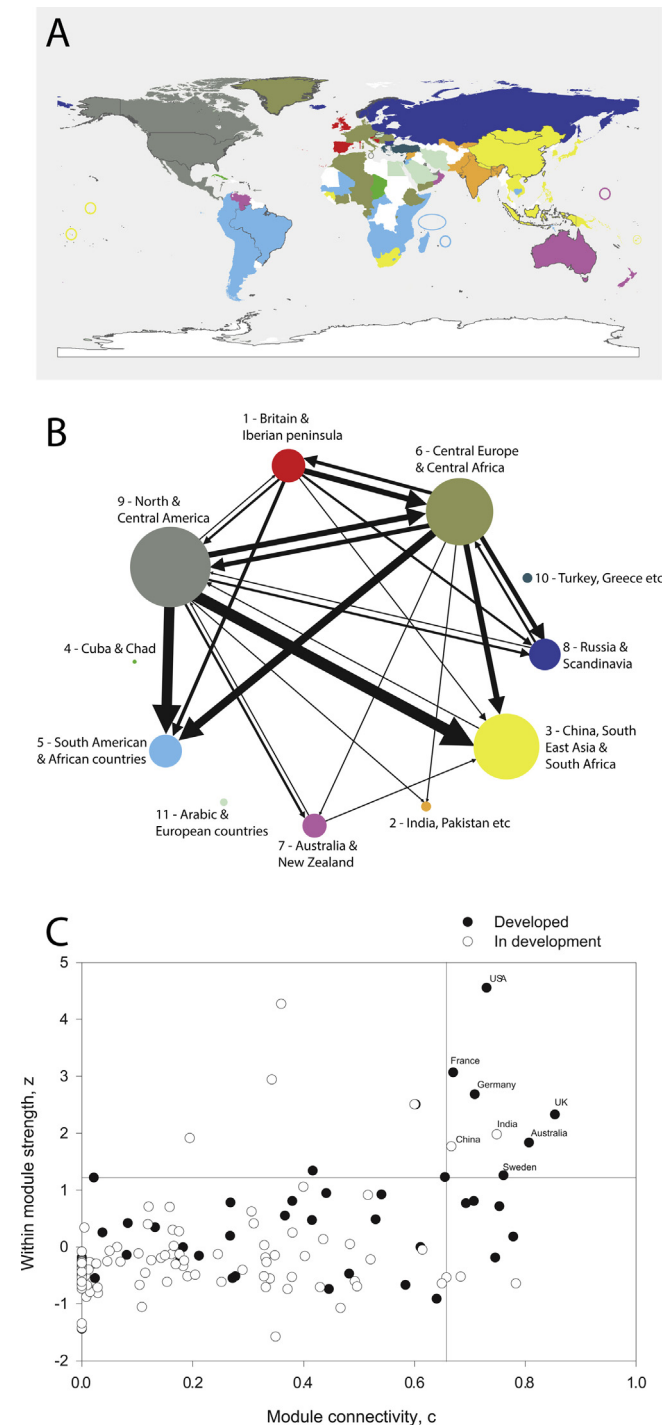 A
B
1 - Britain &
Iberian peninsula
6 - Central Europe
& Central Africa
9 - North &
Central America
10 - Turkey, Greece etc
4 - Cuba & Chad
8 - Russia &
Scandinavia
5 - South American
& African countries
3 - China, South
East Asia &
South Africa
11 - Arabic &
European countries
2 - India, Pakistan etc
7 - Australia &
New Zealand
C
Developed
In development
5
4
3
2
1
0
-1
-2
Within module strength, z
USA
France
Germany
UK
India
China
Australia
Sweden
0.0
0.2
0.4
0.6
0.8
1.0
Module connectivity, c